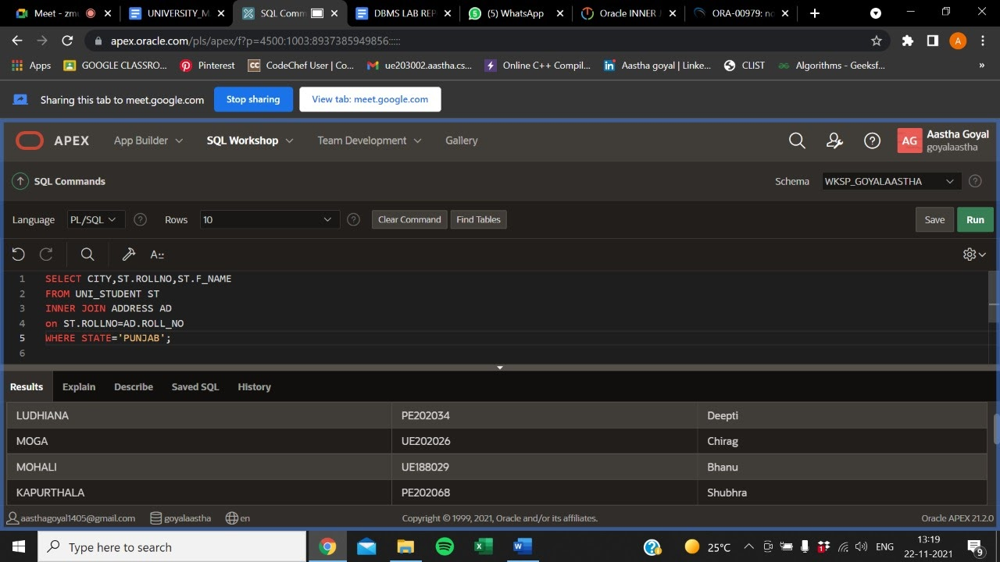 Meet - zmu
UNIVERSITY_M
SQL Comm
DBMS LAB REP
(5) WhatsApp
Oracle INNER J
ORA-00979: no
apex.oracle.com/pls/apex/f?p=4500:1003:8937385949856:::::
A
Apps
GOOGLE CLASSRO...
CC CodeChef User | Co...
Pinterest
ue203002.aastha.cs...
Online C++ Compil...
Aastha goyal | Linke...
CLIST
Algorithms - Geeksf...
»
Sharing this tab to meet.google.com
Stop sharing
View tab: meet.google.com
APEX
App Builder
SQL Workshop
Team Development
Gallery
AG
Aastha Goyal
goyalaastha
SQL Commands
Schema
WKSP_GOYALAASTHA
Language
PL/SQL
Rows
10
Clear Command
Find Tables
Save
Run
A::
1 SELECT CITY,ST.ROLLNO,ST.F_NAME
2 FROM UNI_STUDENT ST
3 INNER JOIN ADDRESS AD
4 on ST.ROLLNO=AD.ROLL_NO
5 WHERE STATE='PUNJAB';
6
Results Explain Describe Saved SQL History
LUDHIANA PE202034 Deepti
MOGA UE202026 Chirag
MOHALI UE188029 Bhanu
KAPURTHALA PE202068 Shubhra
aasthagoyal1405@gmail.com goyalaastha en
Copyright © 1999, 2021, Oracle and/or its affiliates.
Oracle APEX 21.2.0
Type here to search
25°C
ENG
13:19
22-11-2021
9